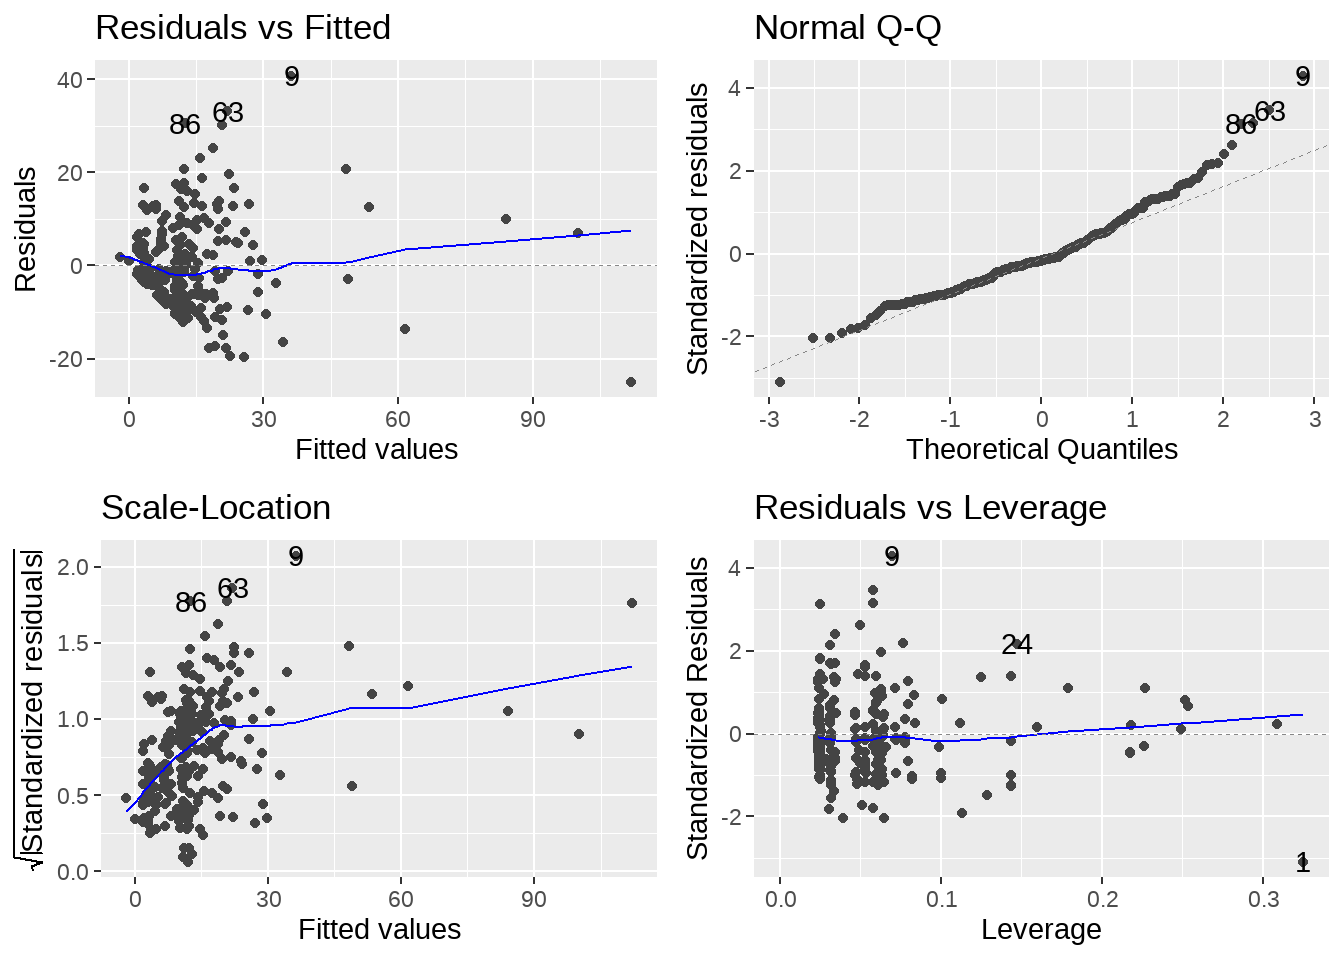 Residuals vs Fitted
Residuals
40
20
0
-20
9
63
86
0 30 60 90
Fitted values
Normal Q-Q
Standardized residuals
4
2
0
-2
9
63
86
-3 -2 -1 0 1 2 3
Theoretical Quantiles
Scale-Location
√|Standardized residuals|
2.0
1.5
1.0
0.5
0.0
9
63
86
0 30 60 90
Fitted values
Residuals vs Leverage
Standardized Residuals
4
2
0
-2
9
24
1
0.0 0.1 0.2 0.3
Leverage